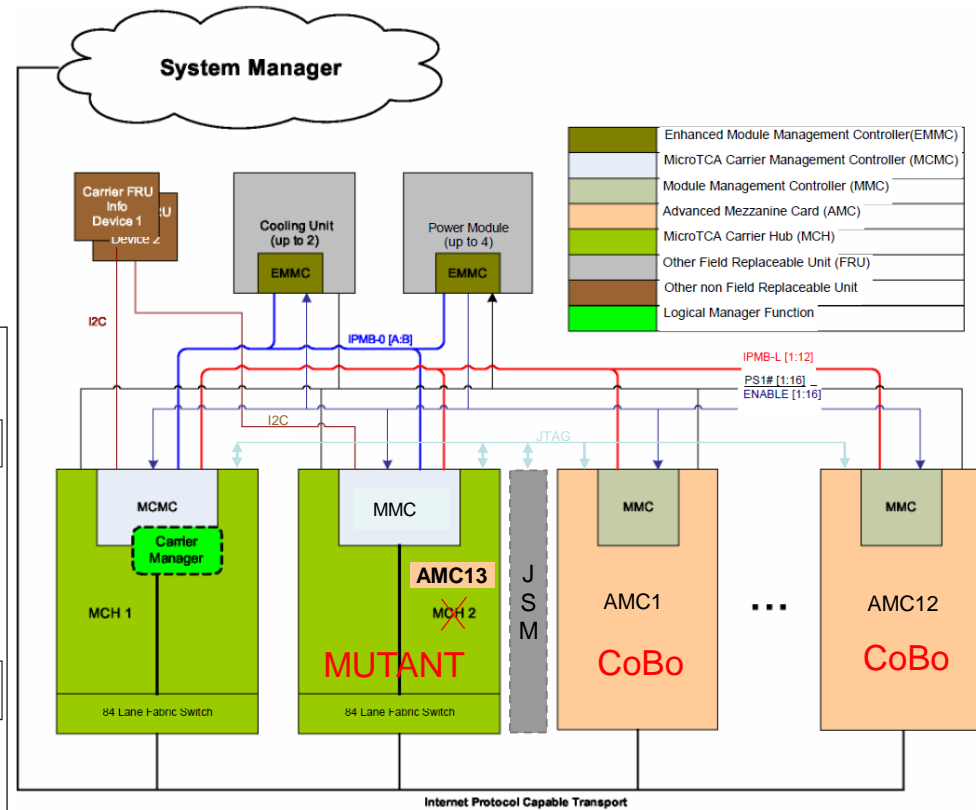 System Manager
Enhanced Module Management Controller(EMMC)
MicroTCA Carrier Management Controller (MCMC)
Module Management Controller (MMC)
Advanced Mezzanine Card (AMC)
MicroTCA Carrier Hub (MCH)
Other Field Replaceable Unit (FRU)
Other non Field Replaceable Unit
Logical Manager Function
Carrier FRU
Info
Device 1
RU
Device 2
Cooling Unit
(up to 2)
EMMC
Power Module
(up to 4)
EMMC
I2C
IPMB-0 [A:B]
IPMB-L [1:12]
PS1# [1:16]
ENABLE [1:16]
I2C
JTAG
MCMC
Carrier
Manager
MCH 1
84 Lane Fabric Switch
MMC
AMC13
MCH 2
MUTANT
84 Lane Fabric Switch
J
S
M
MMC
AMC1
CoBo
...
MMC
AMC12
CoBo
Internet Protocol Capable Transport